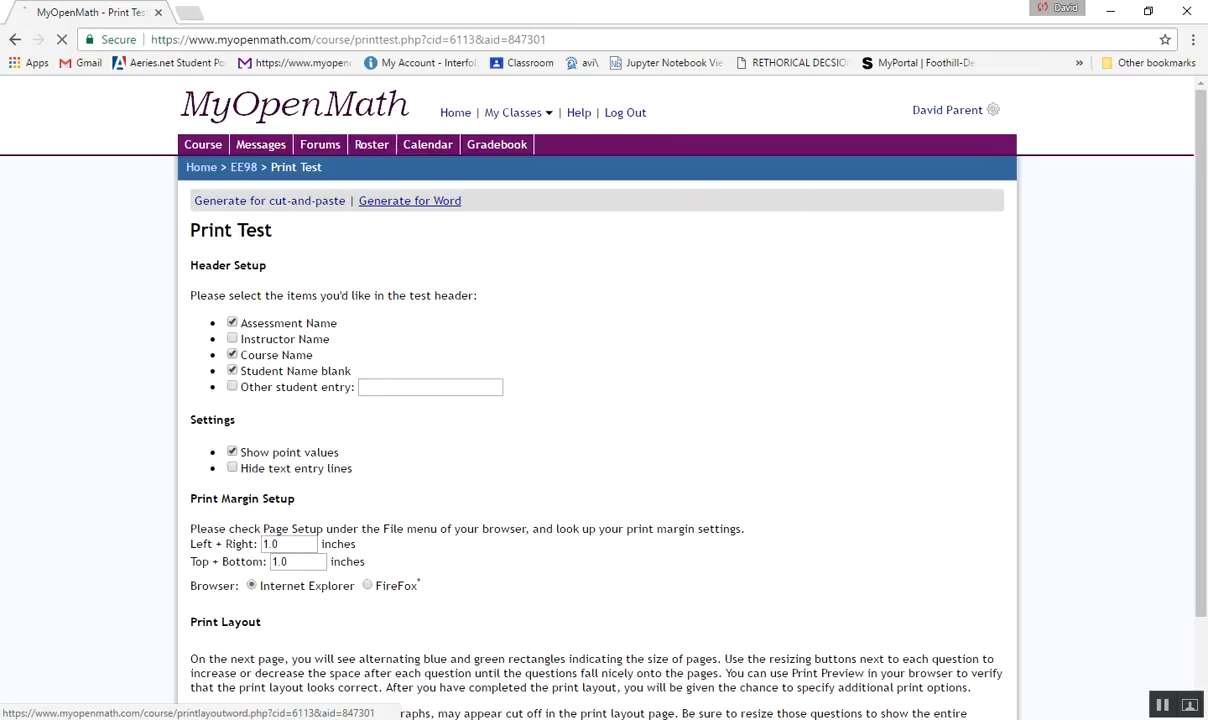 MyOpenMath - Print Tes
David
Secure
https://www.myopenmath.com/course/printtest.php?cid=6113&aid=847301
Apps
Gmail
Aeries.net Student Po
https://www.myopenm
My Account - Interfol
Classroom
avi\
Jupyter Notebook Vie
RETHORICAL DECSIO
MyPortal | Foothill-De
»
Other bookmarks
MyOpenMath
Home | My Classes | Help | Log Out
David Parent
Course
Messages
Forums
Roster
Calendar
Gradebook
Home > EE98 > Print Test
Generate for cut-and-paste | Generate for Word
Print Test
Header Setup
Please select the items you'd like in the test header:
Assessment Name
Instructor Name
Course Name
Student Name blank
Other student entry:
Settings
Show point values
Hide text entry lines
Print Margin Setup
Please check Page Setup under the File menu of your browser, and look up your print margin settings.
Left + Right: 1.0 inches
Top + Bottom: 1.0 inches
Browser: Internet Explorer FireFox*
Print Layout
On the next page, you will see alternating blue and green rectangles indicating the size of pages. Use the resizing buttons next to each question to
increase or decrease the space after each question until the questions fall nicely onto the pages. You can use Print Preview in your browser to verify
that the print layout looks correct. After you have completed the print layout, you will be given the chance to specify additional print options.
https://www.myopenmath.com/course/printlayoutword.php?cid=6113&aid=847301
graphs, may appear cut off in the print layout page. Be sure to resize those questions to show the entire